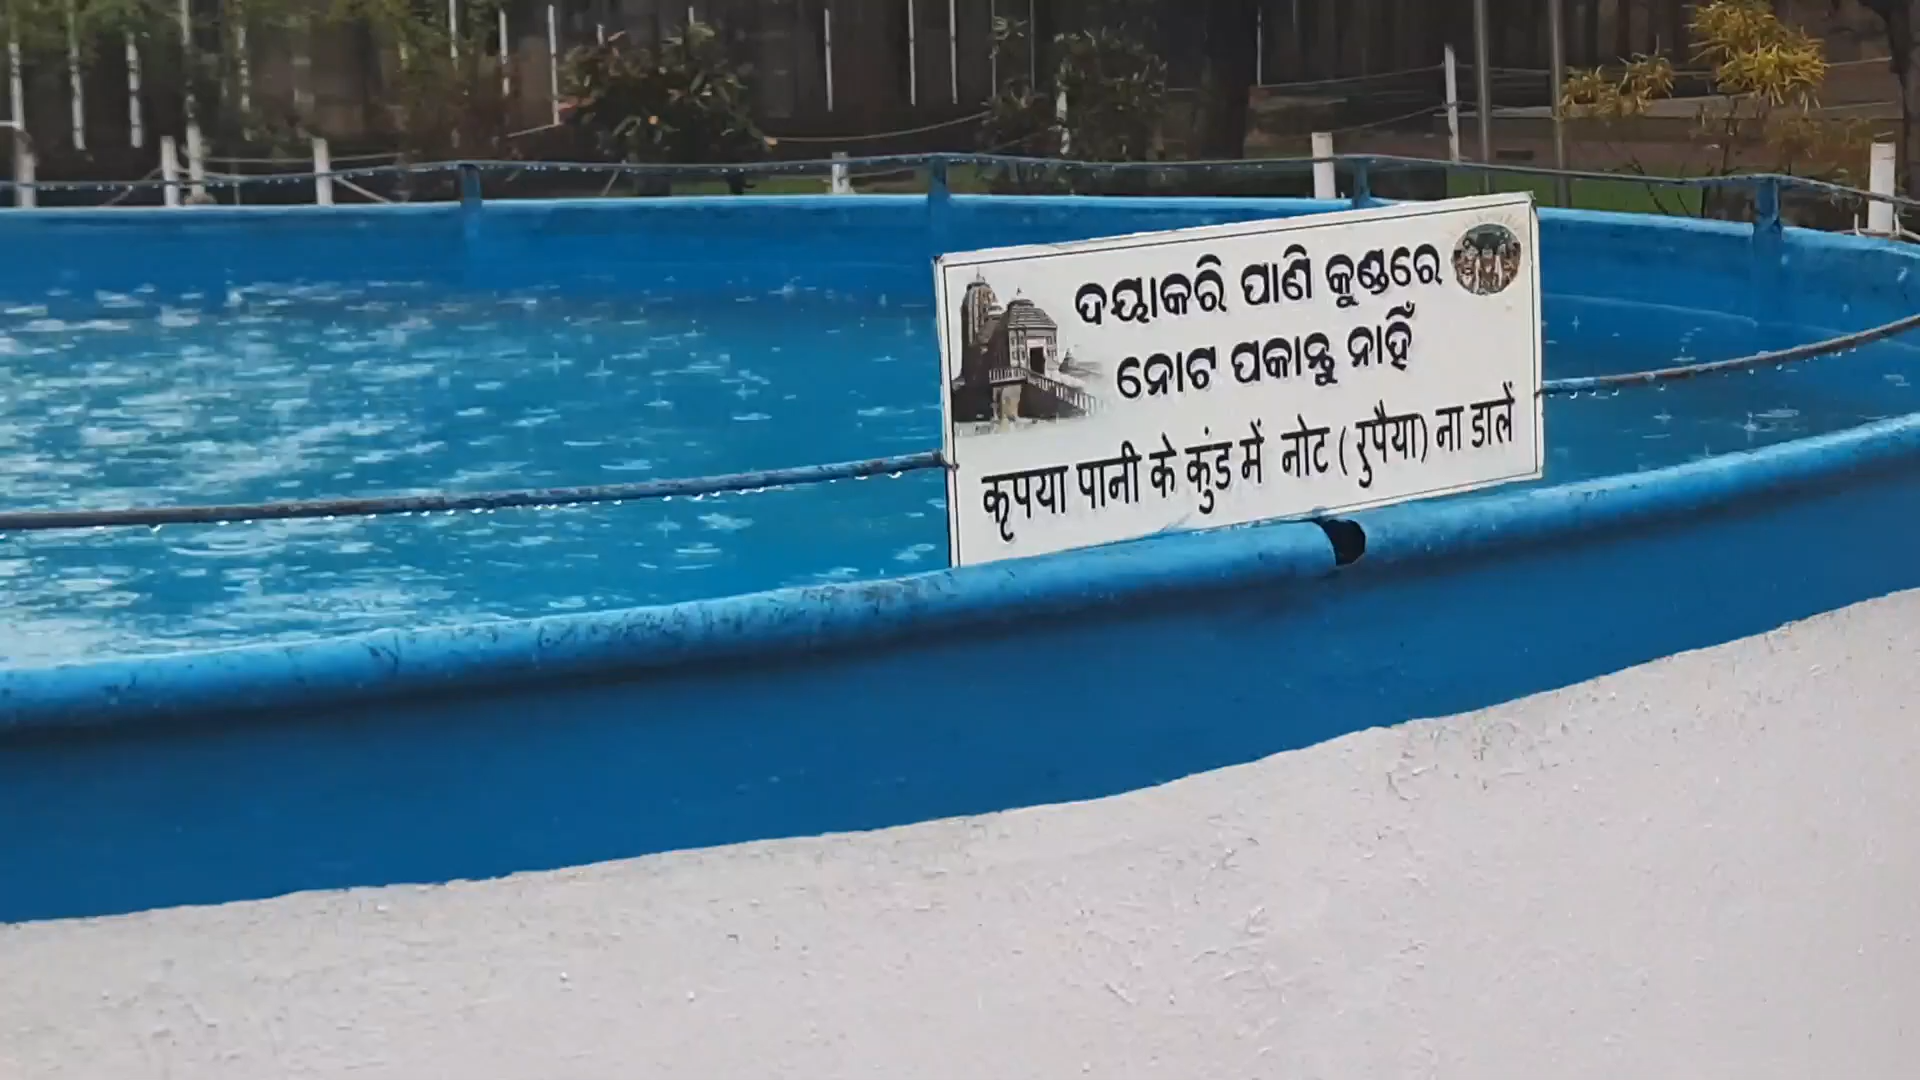 ଦୟାକରି ପାଣି କୁଣ୍ଡରେ
ନୋଟ ପକାନ୍ତୁ ନାହିଁ
कृपया पानी के कुंड में नोट ( रुपैया) ना डालें